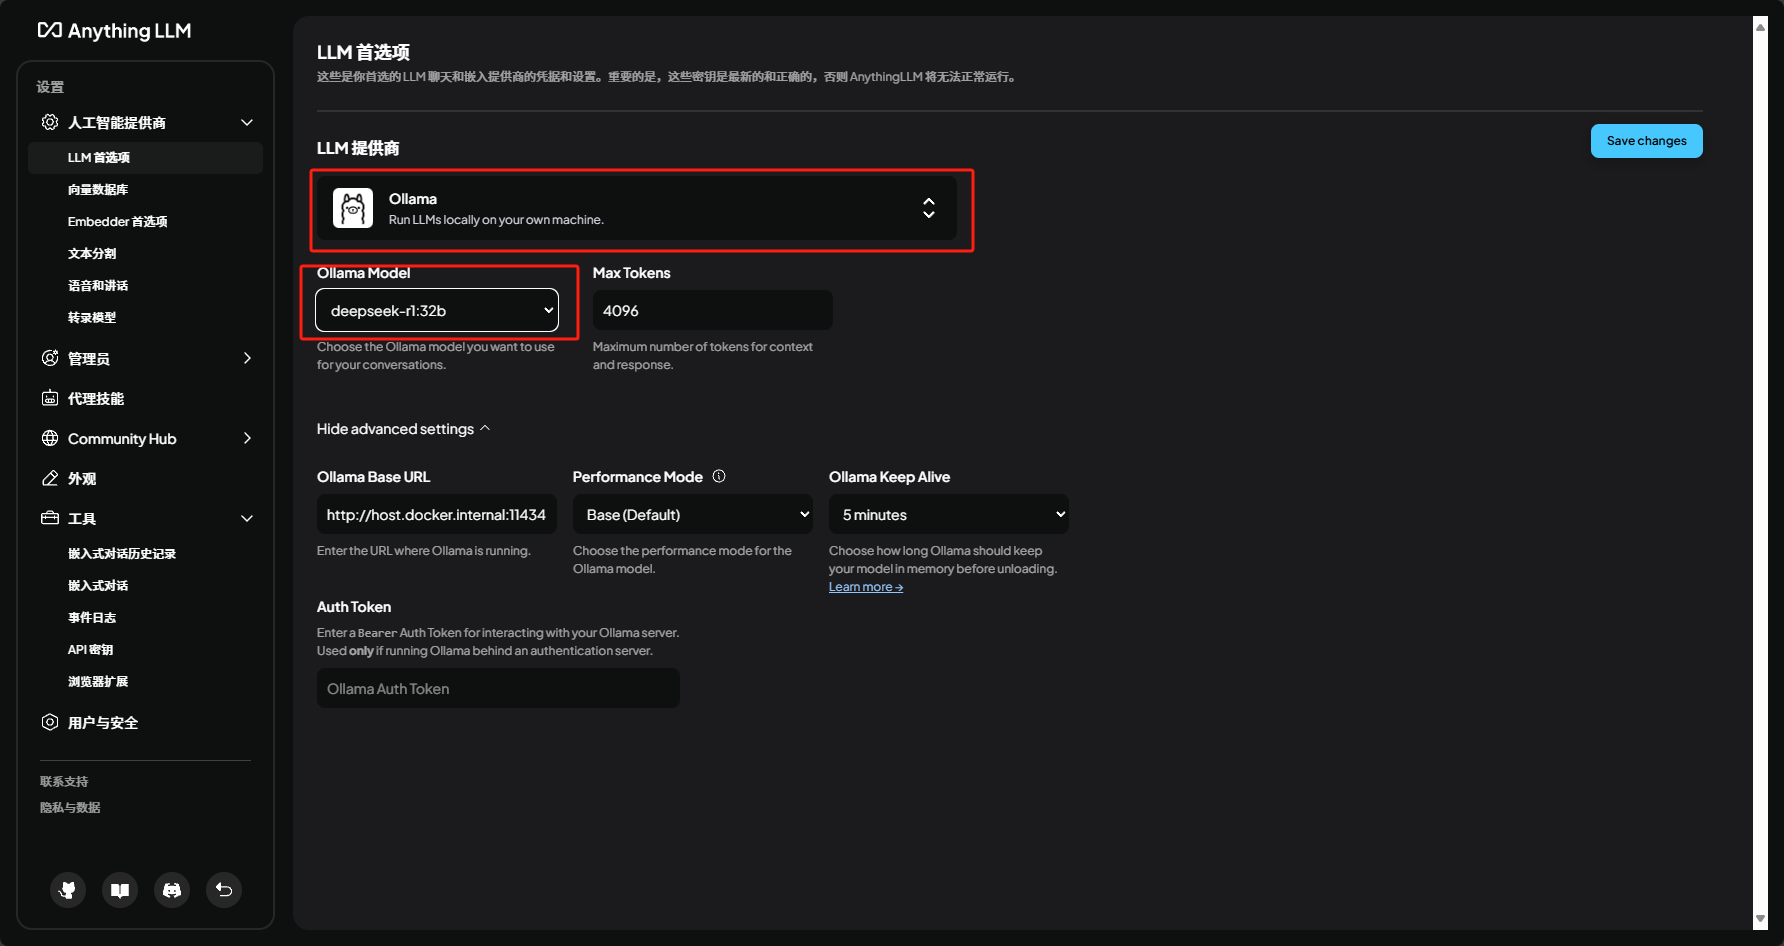 Anything LLM
设置
人工智能提供商
LLM 首选项
向量数据库
Embedder 首选项
文本分割
语音和讲话
转录模型
管理员
代理技能
Community Hub
外观
工具
嵌入式对话历史记录
嵌入式对话
事件日志
API 密钥
浏览器扩展
用户与安全
联系支持
隐私与数据
LLM 首选项
这些是你首选的 LLM 聊天和嵌入提供商的凭据和设置。重要的是，这些密钥是最新的和正确的，否则 AnythingLLM 将无法正常运行。
Save changes
LLM 提供商
Ollama
Run LLMs locally on your own machine.
Ollama Model
Max Tokens
deepseek-r1:32b
4096
Choose the Ollama model you want to use
for your conversations.
Maximum number of tokens for context
and response.
Hide advanced settings
Ollama Base URL
Performance Mode
Ollama Keep Alive
http://host.docker.internal:11434
Base (Default)
5 minutes
Enter the URL where Ollama is running.
Choose the performance mode for the
Ollama model.
Choose how long Ollama should keep
your model in memory before unloading.
Learn more →
Auth Token
Enter a Bearer Auth Token for interacting with your Ollama server.
Used only if running Ollama behind an authentication server.
Ollama Auth Token